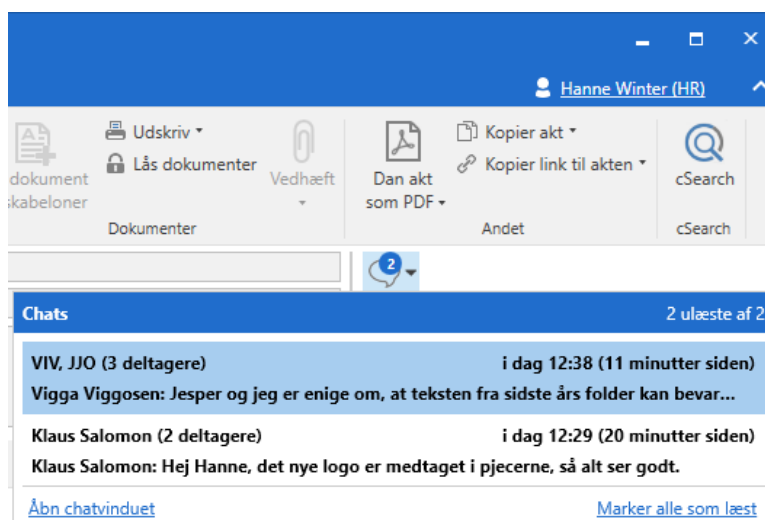 Hanne Winter (HR)
dokument
skabeloner
Udskriv
Lås dokumenter
Vedhæft
Dokumenter
Dan akt
som PDF
Kopier akt
Kopier link til akten
Andet
cSearch
cSearch
2
Chats 2 ulæste af 2
VIV, JJO (3 deltagere) i dag 12:38 (11 minutter siden)
Vigga Viggosen: Jesper og jeg er enige om, at teksten fra sidste års folder kan bevar...
Klaus Salomon (2 deltagere) i dag 12:29 (20 minutter siden)
Klaus Salomon: Hej Hanne, det nye logo er medtaget i pjecerne, så alt ser godt.
Åbn chatvinduet Marker alle som læst